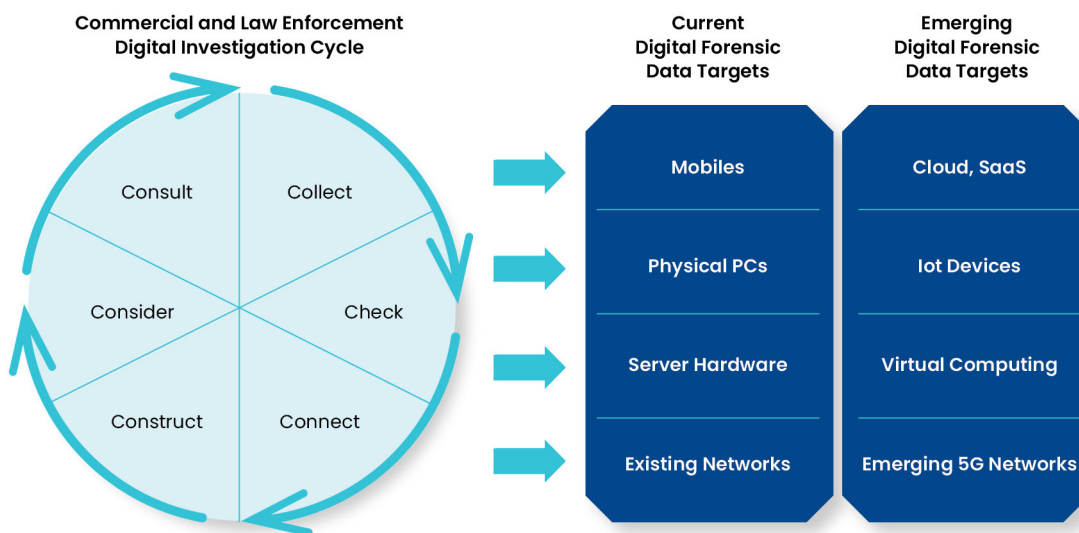 Commercial and Law Enforcement
Digital Investigation Cycle
Consult
Collect
Consider
Check
Construct
Connect
Current
Digital Forensic
Data Targets
Mobiles
Physical PCs
Server Hardware
Existing Networks
Emerging
Digital Forensic
Data Targets
Cloud, SaaS
Iot Devices
Virtual Computing
Emerging 5G Networks